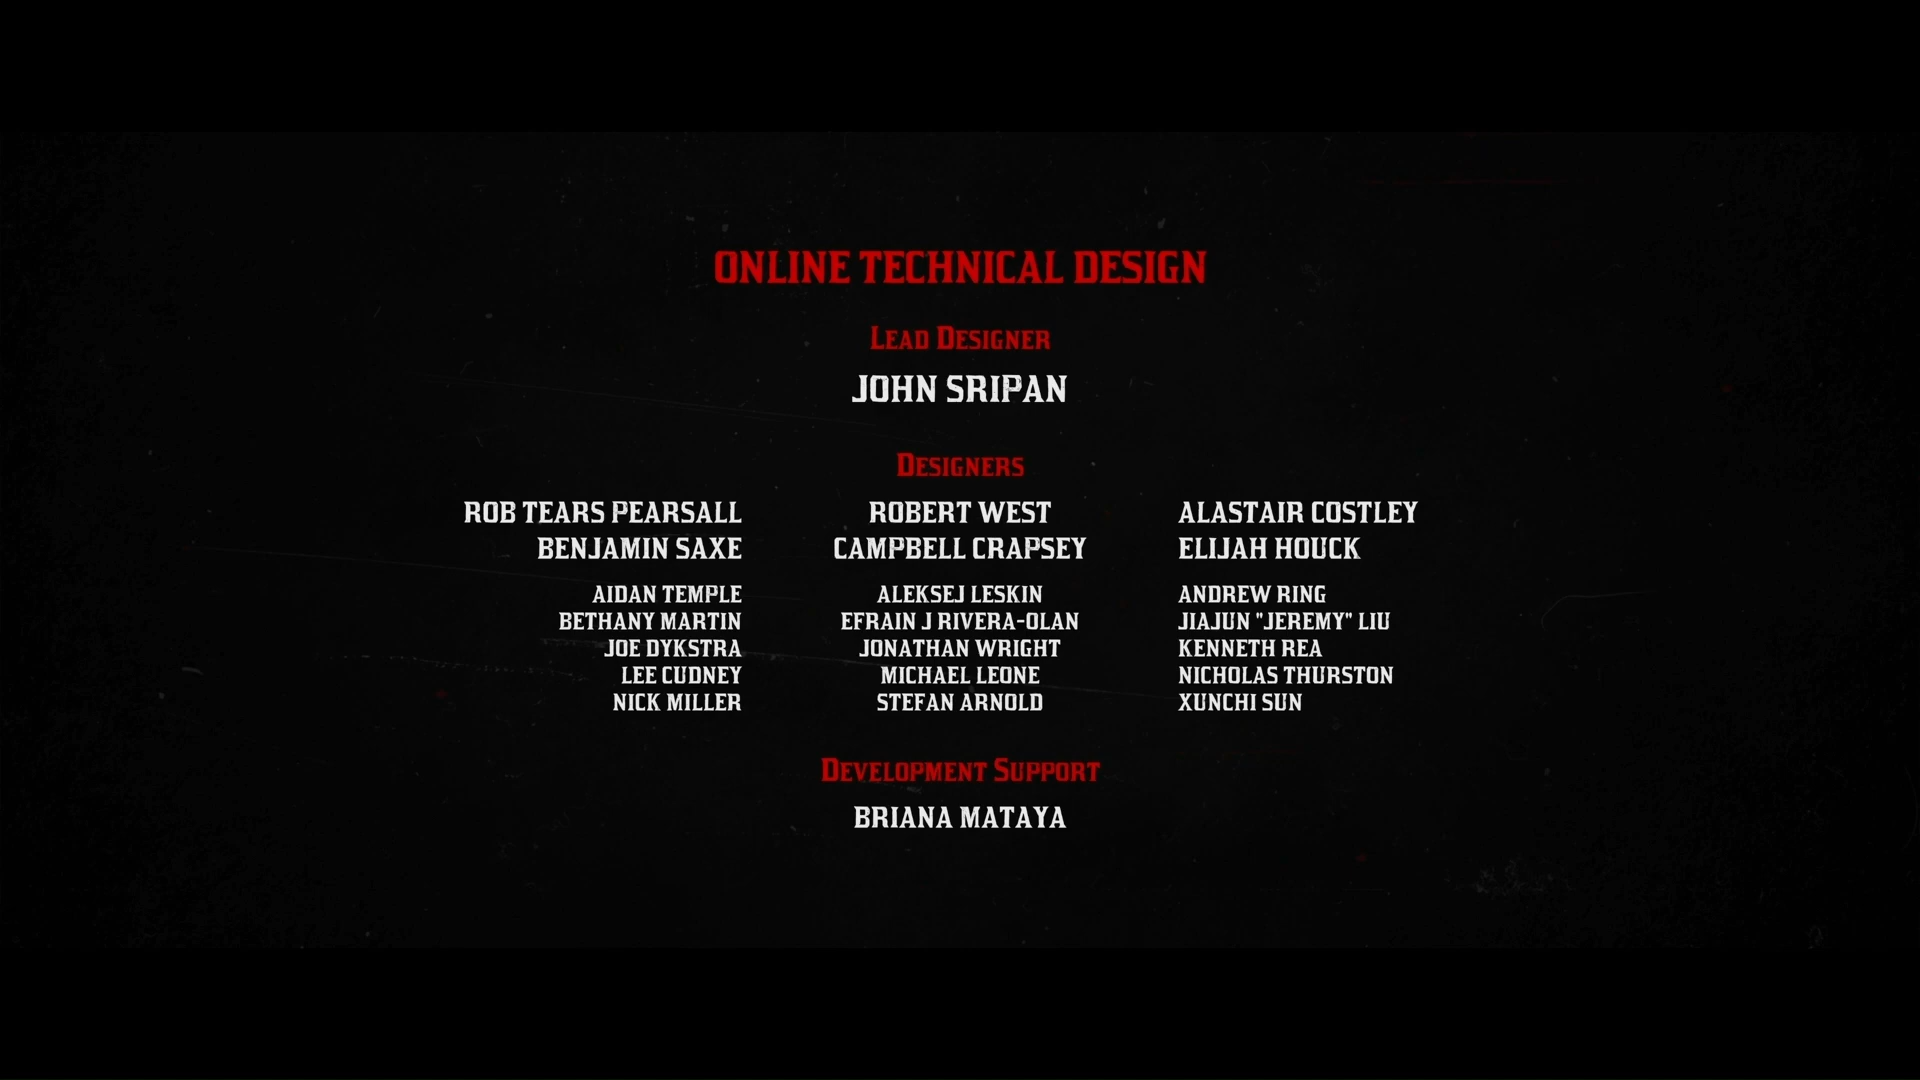 ONLINE TECHNICAL DESIGN
LEAD DESIGNER
JOHN SRIPAN
DESIGNERS
ROB TEARS PEARSALL ROBERT WEST ALASTAIR COSTLEY
BENJAMIN SAXE CAMPBELL CRAPSEY ELIJAH HOUCK
AIDAN TEMPLE ALEKSEJ LESKIN ANDREW RING
BETHANY MARTIN EFRAIN J RIVERA-OLAN JIAJUN "JEREMY" LIU
JOE DYKSTRA JONATHAN WRIGHT KENNETH REA
LEE CUDNEY MICHAEL LEONE NICHOLAS THURSTON
NICK MILLER STEFAN ARNOLD XUNCHI SUN
DEVELOPMENT SUPPORT
BRIANA MATAYA